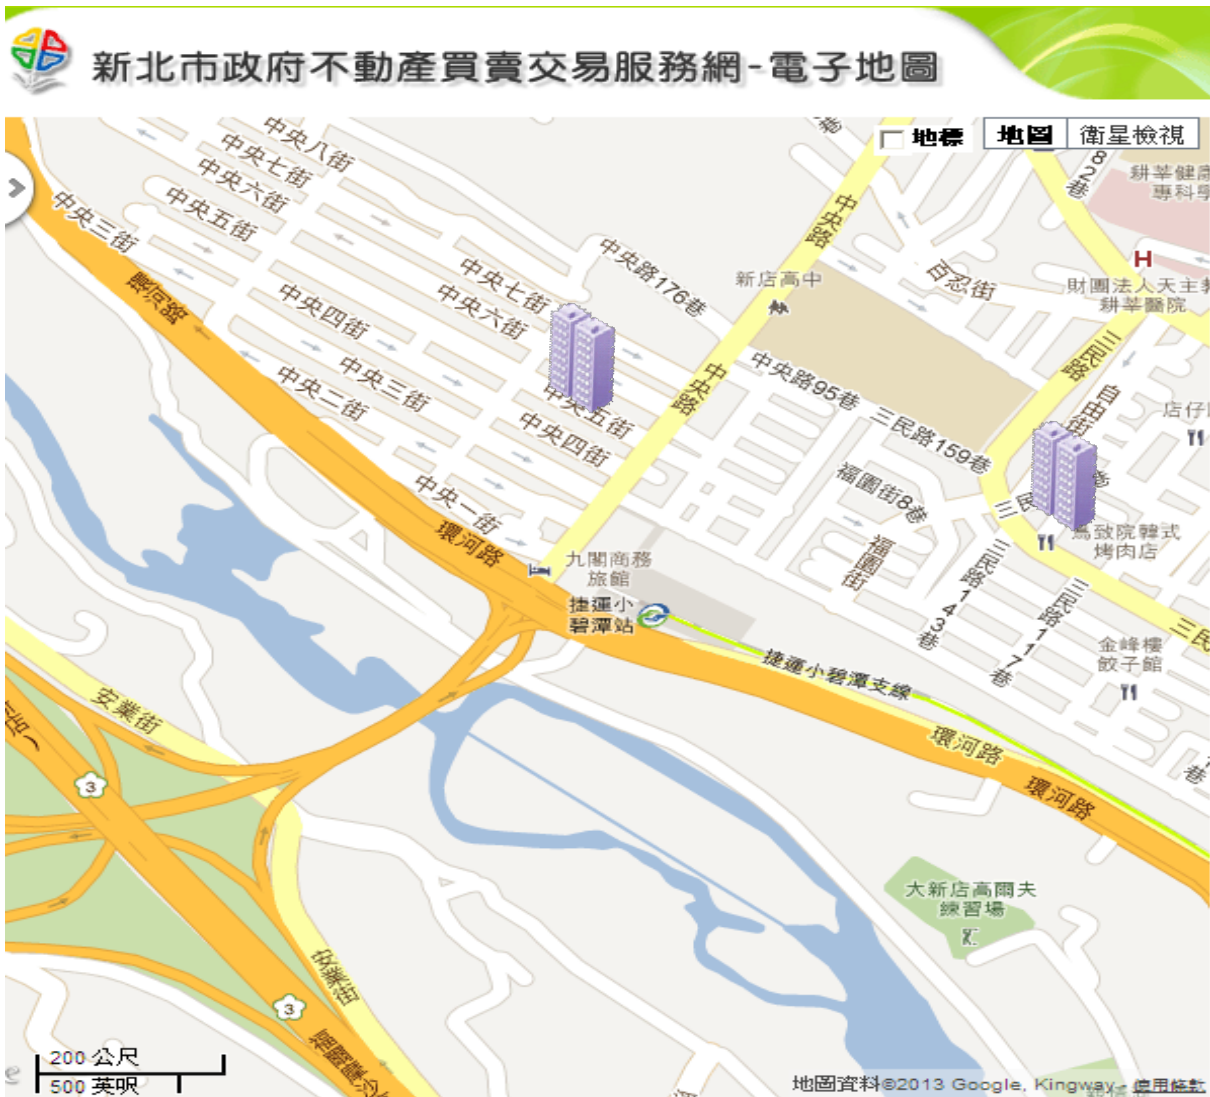 新北市政府不動產買賣交易服務網-電子地圖
地標
地圖
衛星檢視
中央八街
中央七街
中央六街
中央五街
中央三街
環河路
中央四街
中央三街
中央二街
中央一街
環河路
中央七街
中央六街
中央五街
中央四街
中央路176巷
中央路
新店高中
中央路
中央路95巷
三民路159巷
百忍街
82巷
耕莘健康
專科學
H
財團法人天主教
耕莘醫院
三民路
自由街
店仔
福園街8巷
福園街
三民
巷
致院韓式
烤肉店
三民路143巷
三民路117巷
三民
金峰樓
餃子館
九閣商務
旅館
捷運小
碧潭站
捷運小碧潭支線
環河路
環河路
巷
安業街
3
安業街
3
大新店高爾夫
練習場
200 公尺
500 英呎
地圖資料©2013 Google, Kingway - 使用條款